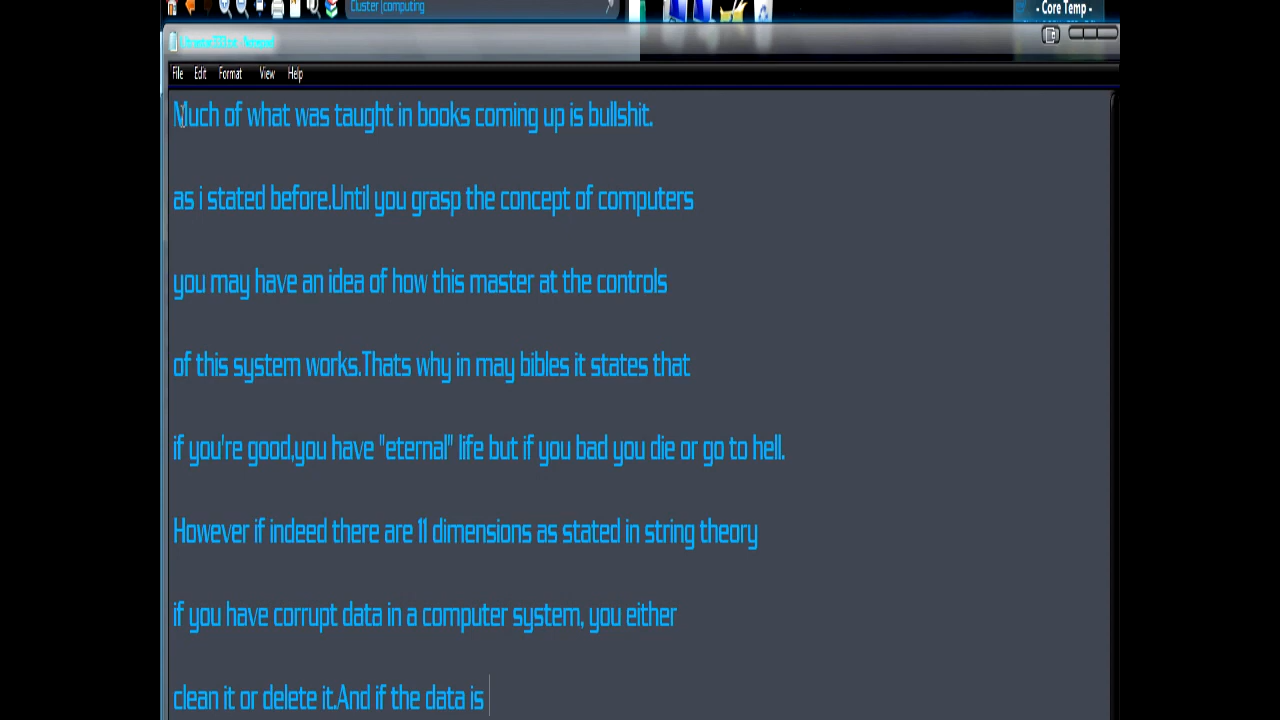 Cluster computing
- Core Temp -
File Edit Format View Help
Much of what was taught in books coming up is bullshit.
as i stated before.Until you grasp the concept of computers
you may have an idea of how this master at the controls
of this system works.Thats why in may bibles it states that
if you're good,you have "eternal" life but if you bad you die or go to hell.
However if indeed there are 11 dimensions as stated in string theory
if you have corrupt data in a computer system, you either
clean it or delete it.And if the data is